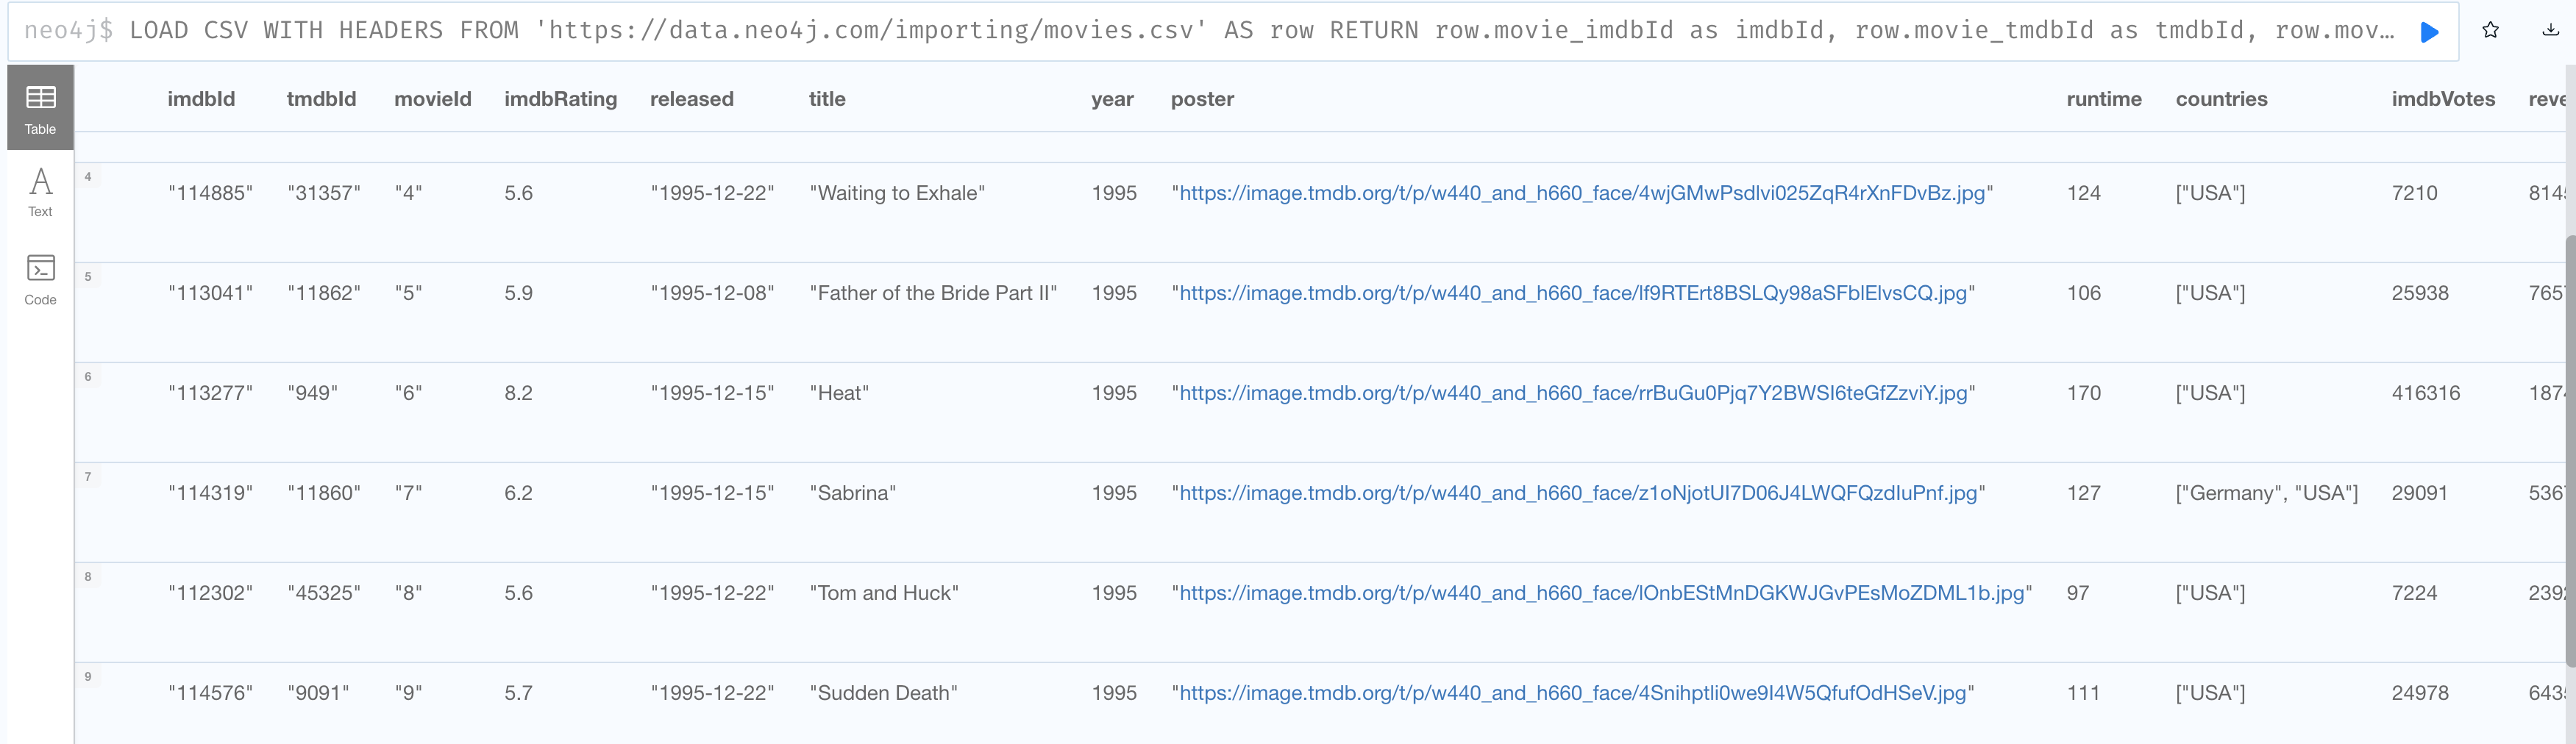 neo4j$ LOAD CSV WITH HEADERS FROM 'https://data.neo4j.com/importing/movies.csv' AS row RETURN row.movie_imdbId as imdbId, row.movie_tmdbId as tmdbId, row.mov…
Table
Text
Code
imdbId tmdbId movieId imdbRating released title year poster runtime countries imdbVotes reve
4 "114885" "31357" "4" 5.6 "1995-12-22" "Waiting to Exhale" 1995 "https://image.tmdb.org/t/p/w440_and_h660_face/4wjGMwPsdlvi025ZqR4rXnFDvBz.jpg" 124 ["USA"] 7210 814
5 "113041" "11862" "5" 5.9 "1995-12-08" "Father of the Bride Part II" 1995 "https://image.tmdb.org/t/p/w440_and_h660_face/lf9RTErt8BSLQy98aSFblElvsCQ.jpg" 106 ["USA"] 25938 765
6 "113277" "949" "6" 8.2 "1995-12-15" "Heat" 1995 "https://image.tmdb.org/t/p/w440_and_h660_face/rrBuGu0Pjq7Y2BWSI6teGfZzviY.jpg" 170 ["USA"] 416316 187
7 "114319" "11860" "7" 6.2 "1995-12-15" "Sabrina" 1995 "https://image.tmdb.org/t/p/w440_and_h660_face/z1oNjotUI7D06J4LWQFQzdIuPnf.jpg" 127 ["Germany", "USA"] 29091 536
8 "112302" "45325" "8" 5.6 "1995-12-22" "Tom and Huck" 1995 "https://image.tmdb.org/t/p/w440_and_h660_face/lOnbEStMnDGKWJGvPEsMoZDML1b.jpg" 97 ["USA"] 7224 239
9 "114576" "9091" "9" 5.7 "1995-12-22" "Sudden Death" 1995 "https://image.tmdb.org/t/p/w440_and_h660_face/4Snihptli0we9I4W5QfufOdHSeV.jpg" 111 ["USA"] 24978 643